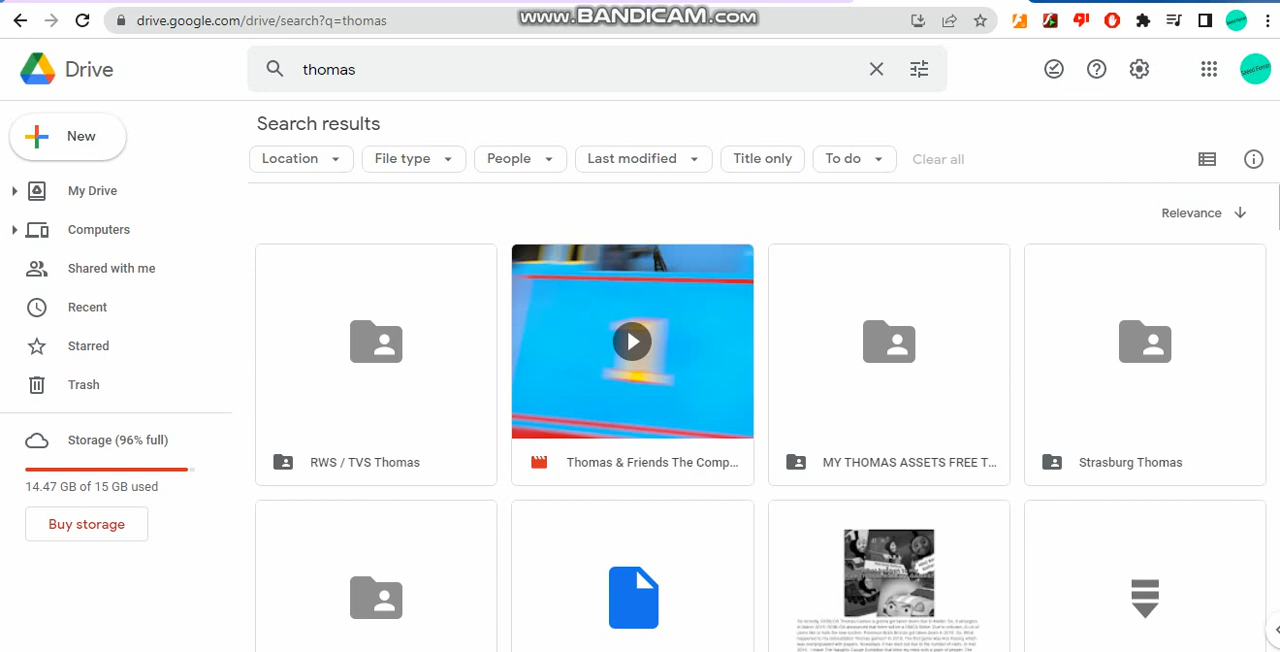 drive.google.com/drive/search?q=thomas
www.BANDICAM.com
Drive
thomas
New
Search results
Location
File type
People
Last modified
Title only
To do
Clear all
My Drive
Computers
Shared with me
Recent
Starred
Trash
Storage (96% full)
14.47 GB of 15 GB used
Buy storage
Relevance
RWS / TVS Thomas
Thomas & Friends The Comp...
MY THOMAS ASSETS FREE T...
Strasburg Thomas